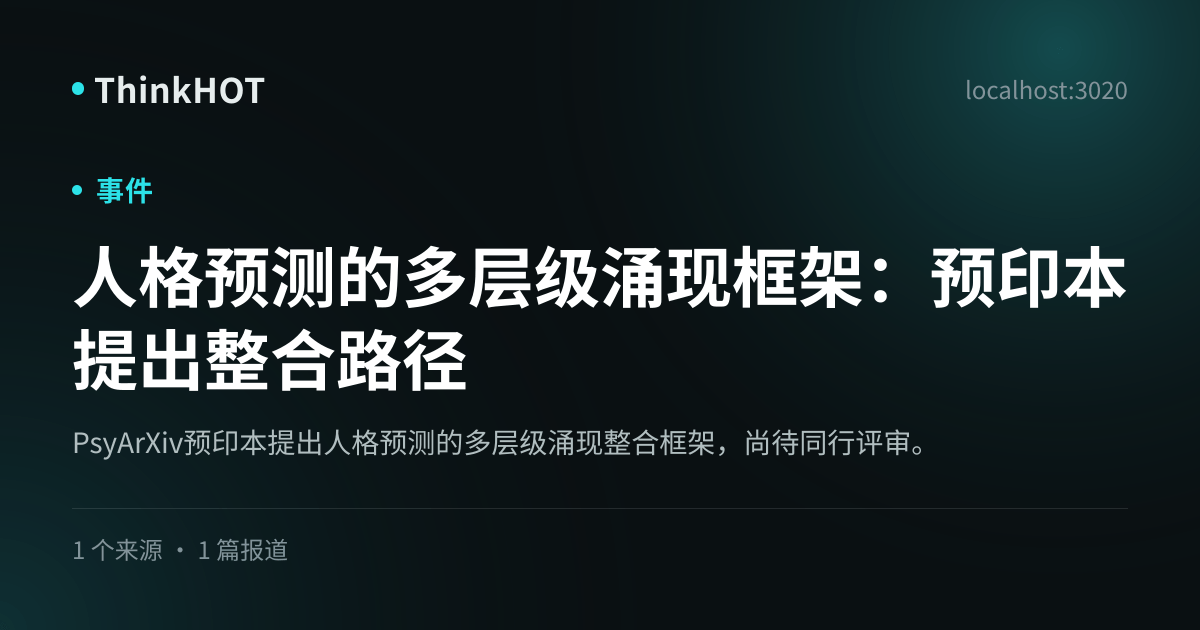 ThinkHOT
localhost:3020
事件
人格预测的多层级涌现框架：预印本
提出整合路径
PsyArXiv预印本提出人格预测的多层级涌现整合框架，尚待同行评审。
1 个来源 · 1 篇报道